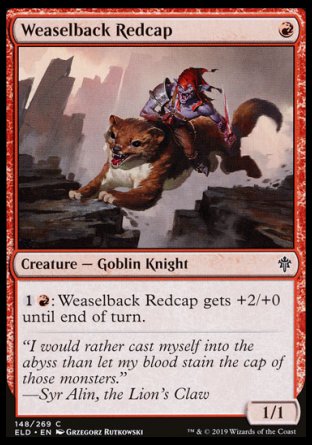 Weaselback Redcap
Creature — Goblin Knight
1 : Weaselback Redcap gets +2/+0
until end of turn.
"I would rather cast myself into the
abyss than let my blood stain the cap of
those monsters."
—Syr Alin, the Lion's Claw
1/1
148/269 C
ELD • EN GRZEGORZ RUTKOWSKI
™ & © 2019 Wizards of the Coast